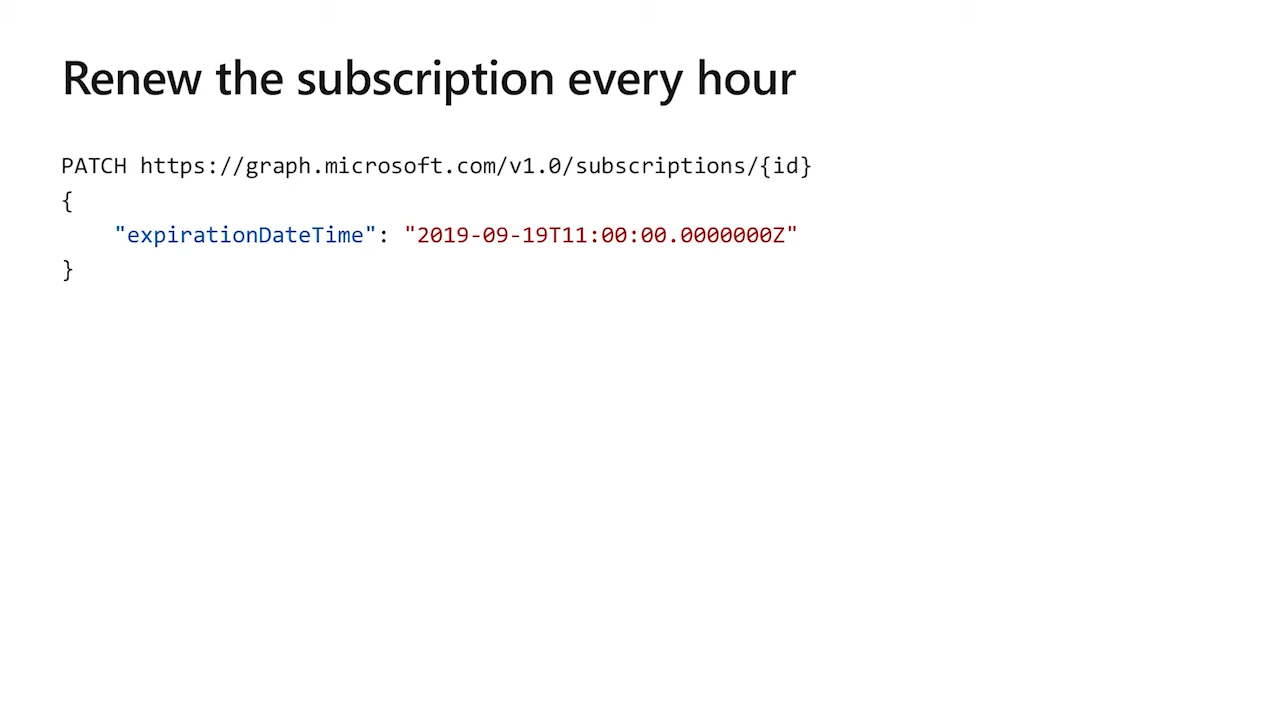 Renew the subscription every hour
PATCH https://graph.microsoft.com/v1.0/subscriptions/{id}
{
    "expirationDateTime": "2019-09-19T11:00:00.0000000Z"
}